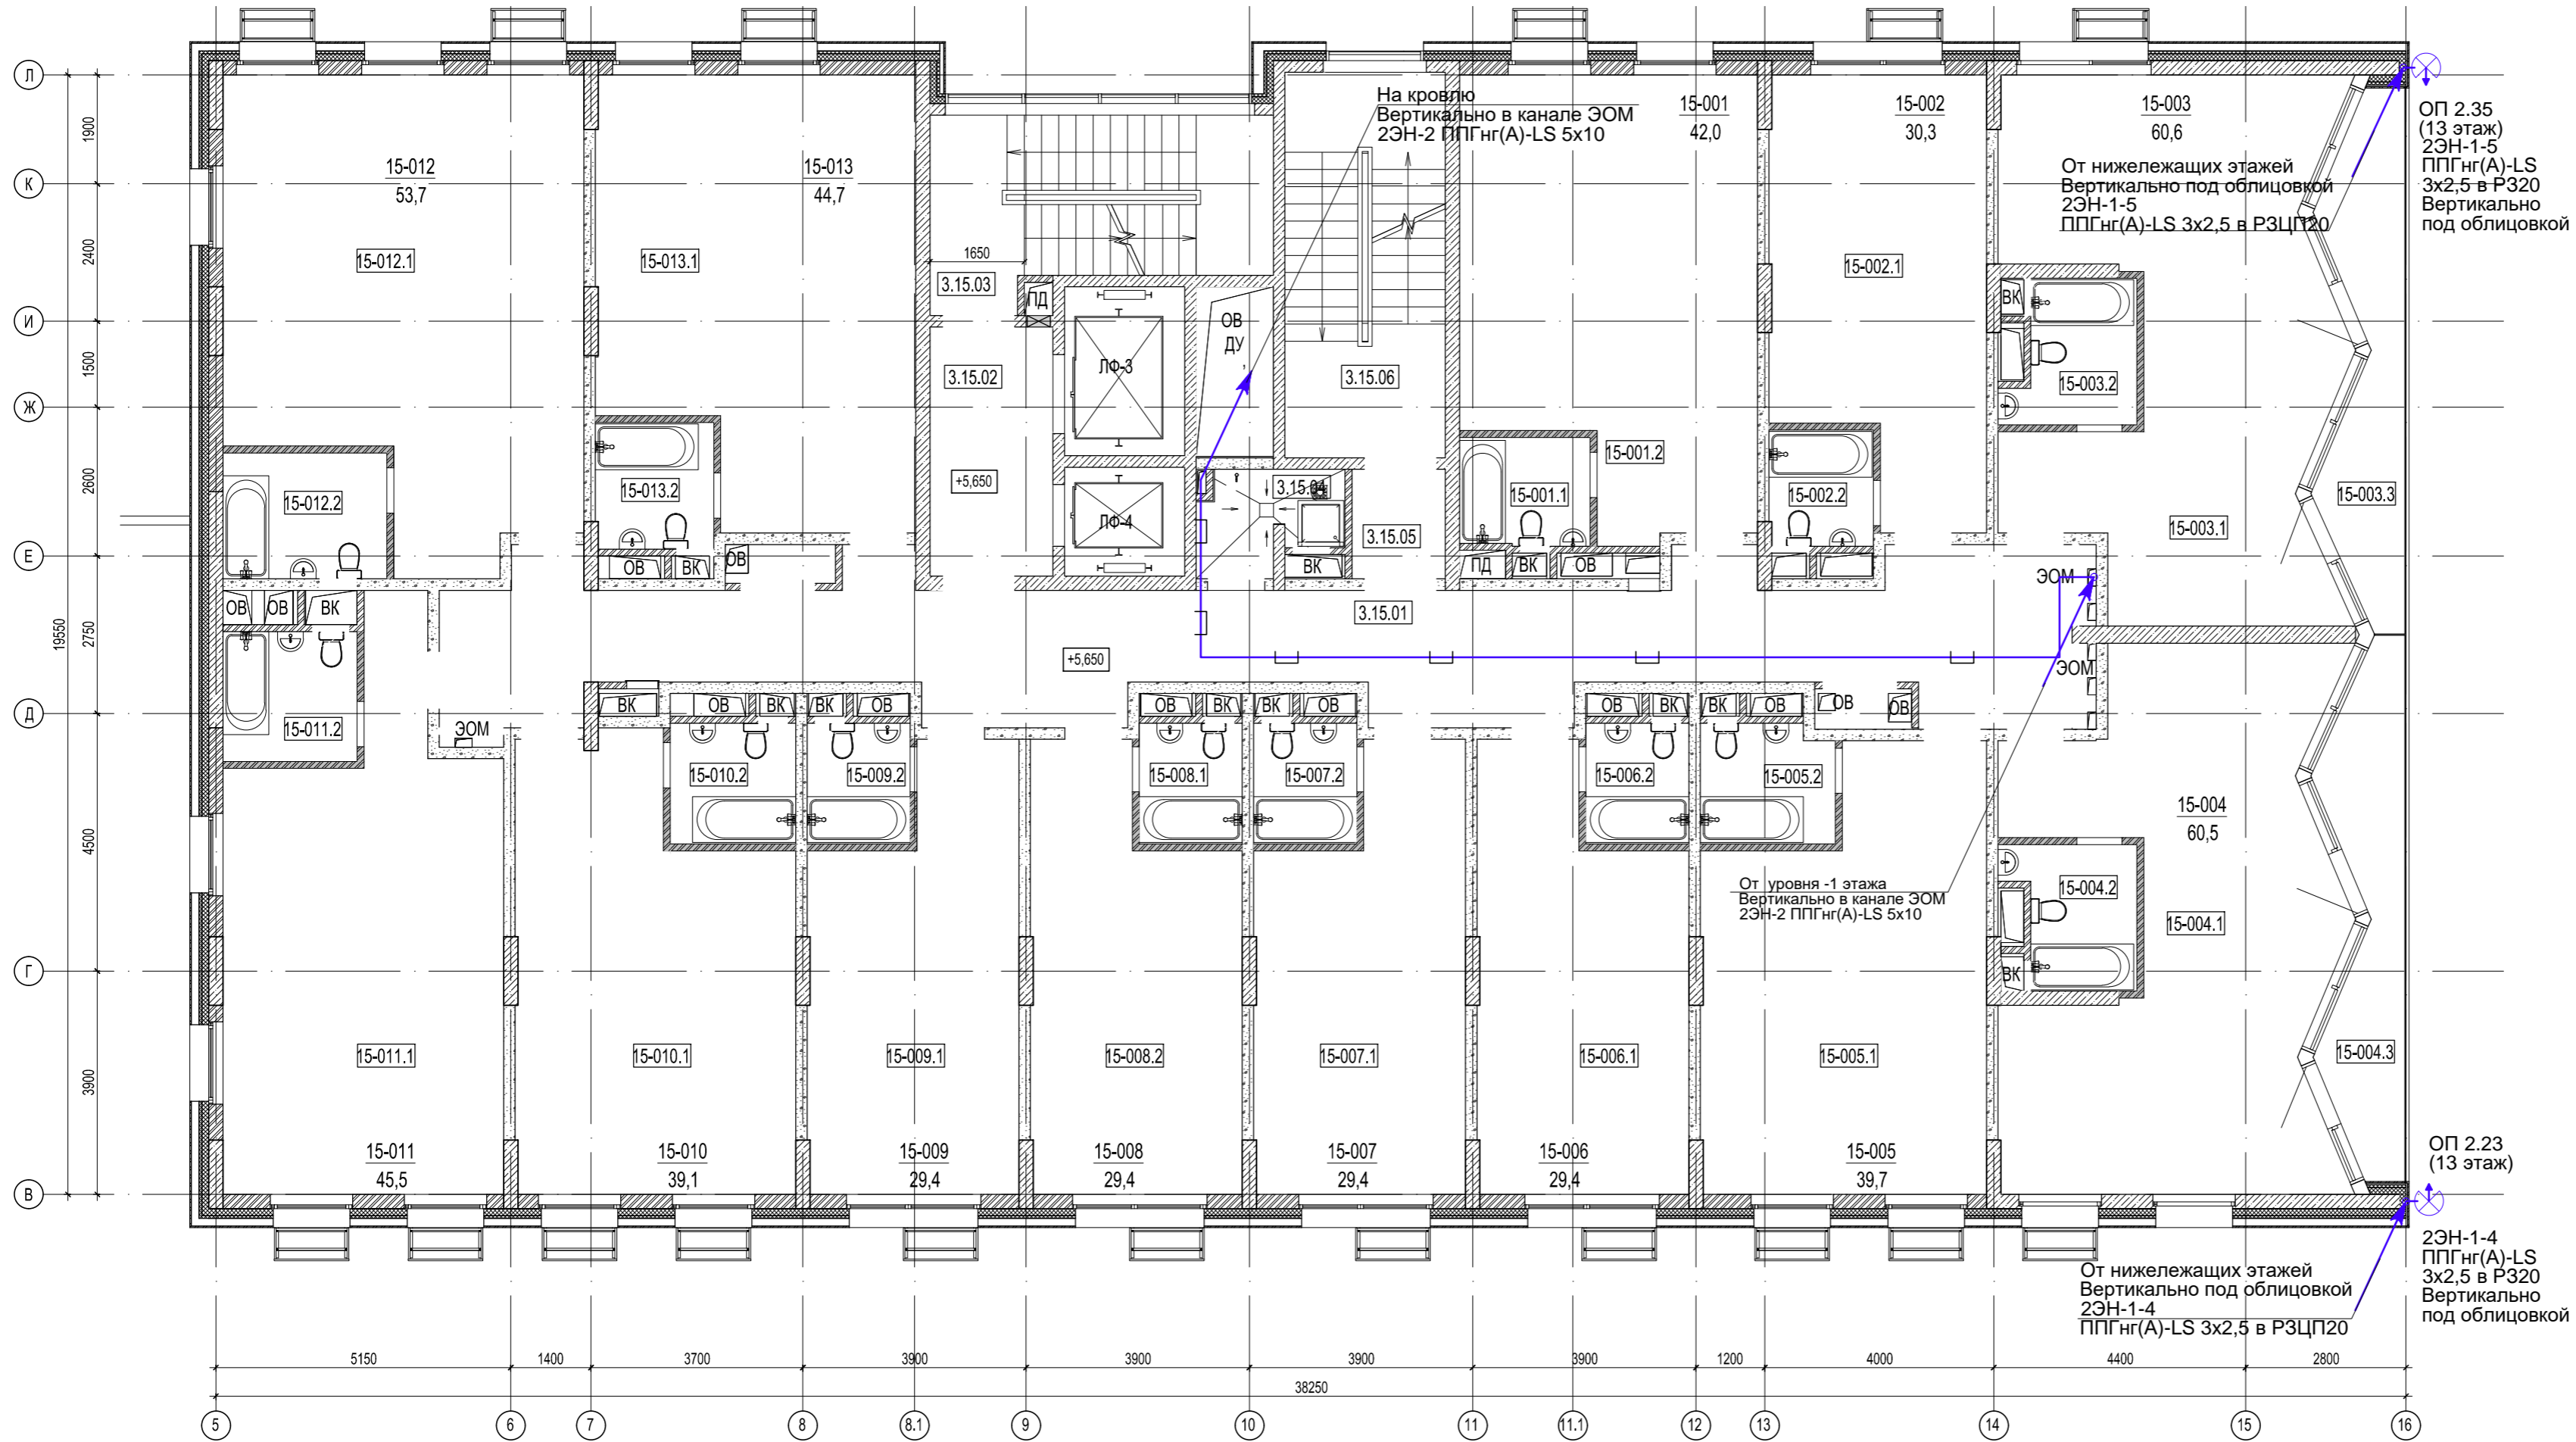 Л
К
И
Ж
Е
Д
Г
В
1900
2400
1500
2600
2750
4500
3900
19550
15-012
53,7
15-012.1
15-012.2
15-013
44,7
15-013.1
15-013.2
1650
3.15.03
ПД
3.15.02
ЛФ-3
ОВ
ДУ
+5,650
ЛФ-4
На кровлю
Вертикально в канале ЭОМ
2ЭН-2 ППГнг(А)-LS 5х10
3.15.06
3.15.04
3.15.05
ВК
3.15.01
+5,650
15-001
42,0
15-001.2
15-001.1
ПД
ВК
ОВ
15-002
30,3
15-002.1
15-002.2
15-003
60,6
От нижележащих этажей
Вертикально под облицовкой
2ЭН-1-5
ППГнг(А)-LS 3х2,5 в РЗЦП20
ОП 2.35
(13 этаж)
2ЭН-1-5
ППГнг(А)-LS
3х2,5 в Р320
Вертикально
под облицовкой
ВК
15-003.2
15-003.3
15-003.1
ЭОМ
ЭОМ
ОВ
ВК
ОВ
ОВ
ОВ
ВК
15-011.2
ЭОМ
ВК
ОВ
ВК
ВК
ОВ
ОВ
ВК
ВК
ОВ
ОВ
ВК
ВК
ОВ
ОВ
ОВ
15-010.2
15-009.2
15-008.1
15-007.2
15-006.2
15-005.2
15-004
60,5
15-004.2
15-004.1
ВК
15-004.3
От уровня -1 этажа
Вертикально в канале ЭОМ
2ЭН-2 ППГнг(А)-LS 5х10
15-011.1
15-010.1
15-009.1
15-008.2
15-007.1
15-006.1
15-005.1
15-011
45,5
15-010
39,1
15-009
29,4
15-008
29,4
15-007
29,4
15-006
29,4
15-005
39,7
ОП 2.23
(13 этаж)
2ЭН-1-4
ППГнг(А)-LS
3х2,5 в Р320
Вертикально
под облицовкой
От нижележащих этажей
Вертикально под облицовкой
2ЭН-1-4
ППГнг(А)-LS 3х2,5 в РЗЦП20
5150
1400
3700
3900
3900
3900
3900
1200
4000
4400
2800
38250
5
6
7
8
8.1
9
10
11
11.1
12
13
14
15
16